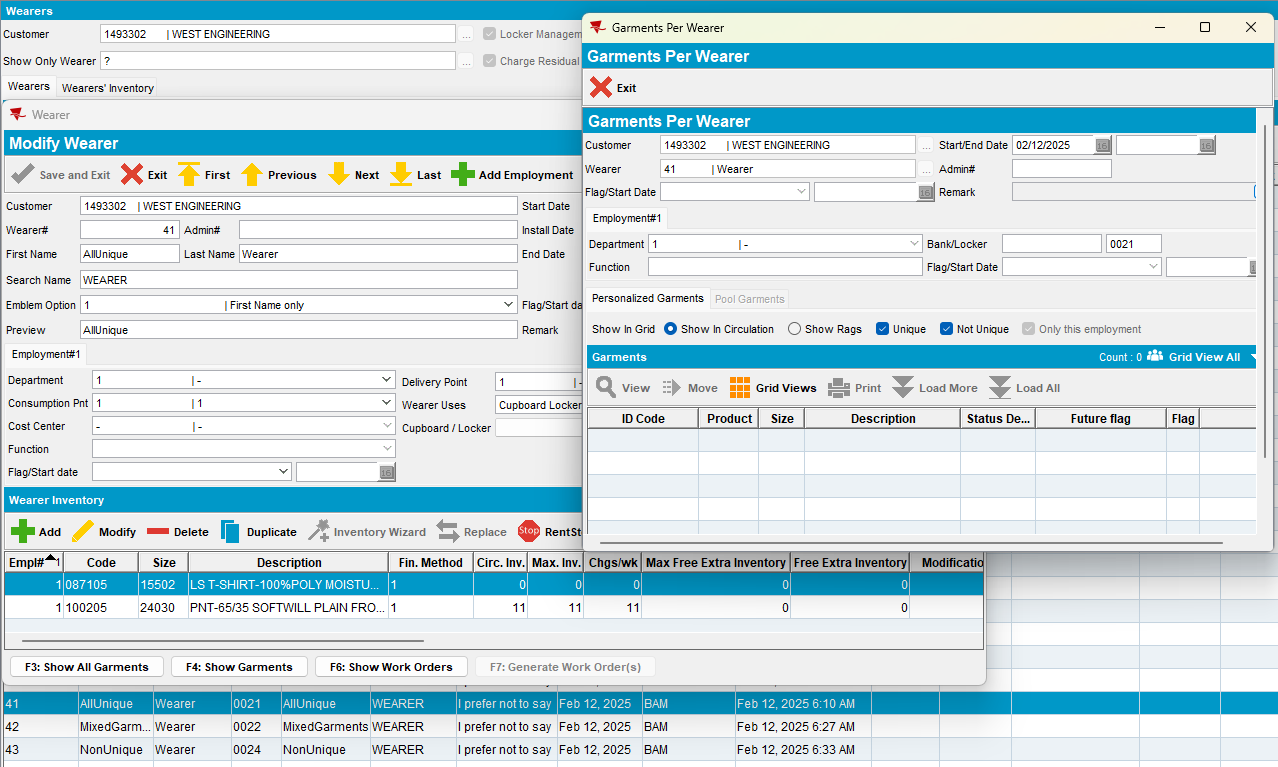 Wearers
Customer 1493302 | WEST ENGINEERING ... Locker Managem
Show Only Wearer ? ... Charge Residual
Wearers Wearers' Inventory
Wearer
Modify Wearer
Save and Exit Exit First Previous Next Last Add Employment
Customer 1493302 | WEST ENGINEERING Start Date
Wearer# 41 Admin# Install Date
First Name AllUnique Last Name Wearer End Date
Search Name WEARER
Emblem Option 1 | First Name only Flag/Start da
Preview AllUnique Remark
Employment#1
Department 1 | - Delivery Point 1 | -
Consumption Pnt 1 | 1 Wearer Uses Cupboard Locker
Cost Center - | - Cupboard / Locker
Function
Flag/Start date 16
Wearer Inventory
Add Modify Delete Duplicate Inventory Wizard Replace Stop RentSt
Empl# 1 Code Size Description Fin. Method Circ. Inv. Max. Inv. Chgs/wk Max Free Extra Inventory Free Extra Inventory Modificatio
1 087105 15502 LS T-SHIRT-100%POLY MOISTU... 1 0 0 0 0 0
1 100205 24030 PNT-65/35 SOFTWILL PLAIN FRO... 1 11 11 11 0 0
F3: Show All Garments F4: Show Garments F6: Show Work Orders F7: Generate Work Order(s)
41 AllUnique Wearer 0021 AllUnique WEARER I prefer not to say Feb 12, 2025 BAM Feb 12, 2025 6:10 AM
42 MixedGarm... Wearer 0022 MixedGarments WEARER I prefer not to say Feb 12, 2025 BAM Feb 12, 2025 6:27 AM
43 NonUnique Wearer 0024 NonUnique WEARER I prefer not to say Feb 12, 2025 BAM Feb 12, 2025 6:33 AM
Garments Per Wearer
Garments Per Wearer
Exit
Garments Per Wearer
Customer 1493302 | WEST ENGINEERING ... Start/End Date 02/12/2025 16 16
Wearer 41 | Wearer ... Admin#
Flag/Start Date 16 Remark
Employment#1
Department 1 | - Bank/Locker 0021
Function Flag/Start Date
Personalized Garments Pool Garments
Show In Grid Show In Circulation Show Rags Unique Not Unique Only this employment
Garments Count : 0 Grid View All
View Move Grid Views Print Load More Load All
ID Code Product Size Description Status De... Future flag Flag